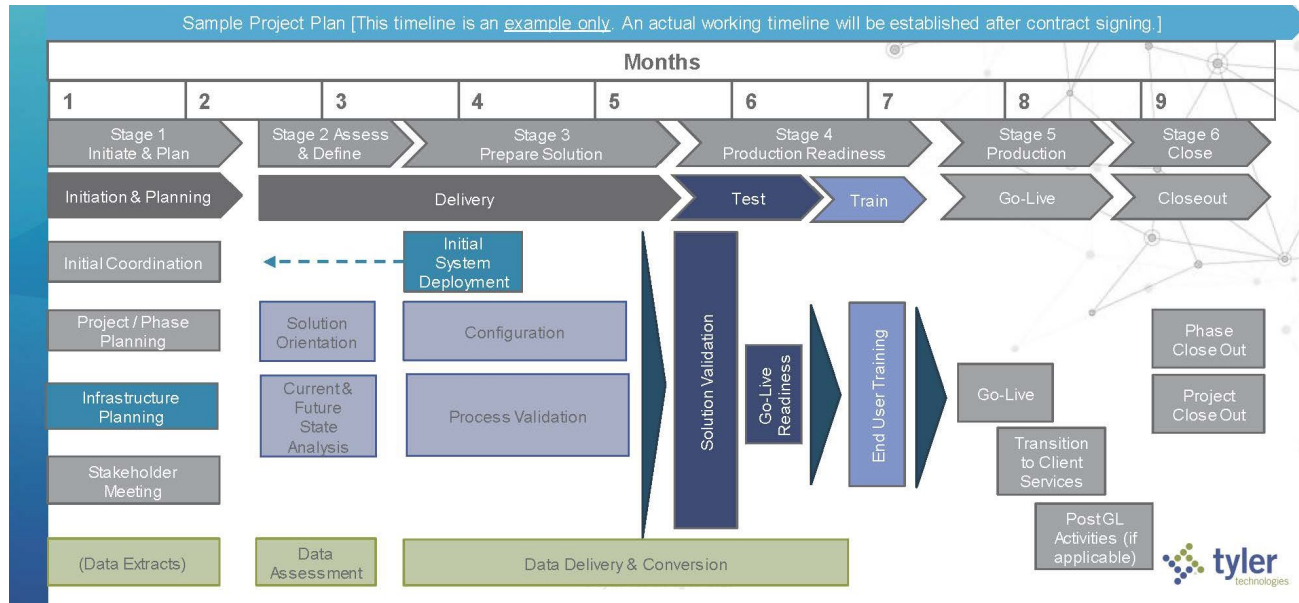 Sample Project Plan [This timeline is an example only. An actual working timeline will be established after contract signing.]
Months
1 2 3 4 5 6 7 8 9
Stage 1
Initiate & Plan
Stage 2 Assess
& Define
Stage 3
Prepare Solution
Stage 4
Production Readiness
Stage 5
Production
Stage 6
Close
Initiation & Planning
Delivery
Test
Train
Go-Live
Closeout
Initial Coordination
Initial
System
Deployment
Project / Phase
Planning
Solution
Orientation
Configuration
Infrastructure
Planning
Current &
Future
State
Analysis
Process Validation
Stakeholder
Meeting
Solution Validation
Go-Live
Readiness
End User Training
Go-Live
Transition
to Client
Services
PostGL
Activities (if
applicable)
Phase
Close Out
Project
Close Out
(Data Extracts)
Data
Assessment
Data Delivery & Conversion
tyler
technologies